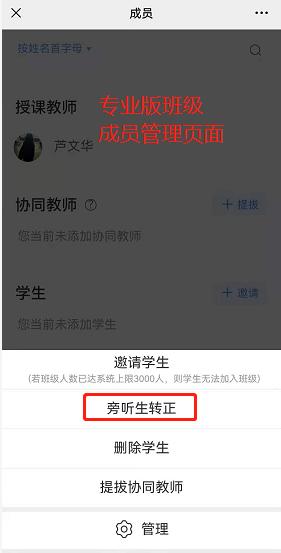 成员
按姓名首字母
授课教师
专业版班级
成员管理页面
芦文华
协同教师
+ 提拔
您当前未添加协同教师
学生
+ 邀请
您当前未添加学生
邀请学生
(若班级人数已达系统上限3000人，则学生无法加入班级)
旁听生转正
删除学生
提拔协同教师
管理